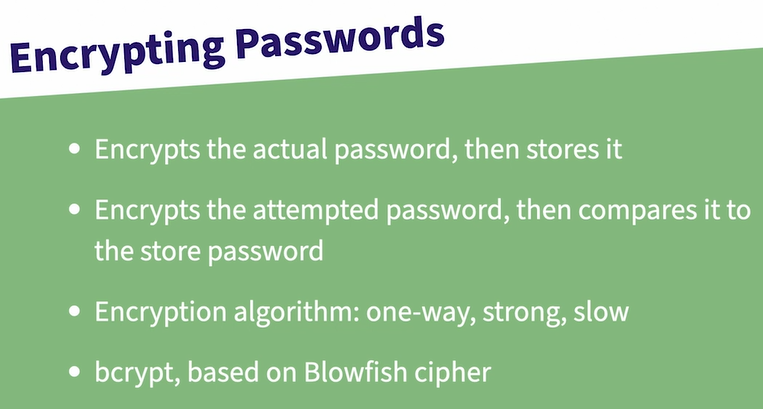 Encrypting Passwords
• Encrypts the actual password, then stores it
• Encrypts the attempted password, then compares it to
the store password
• Encryption algorithm: one-way, strong, slow
• bcrypt, based on Blowfish cipher